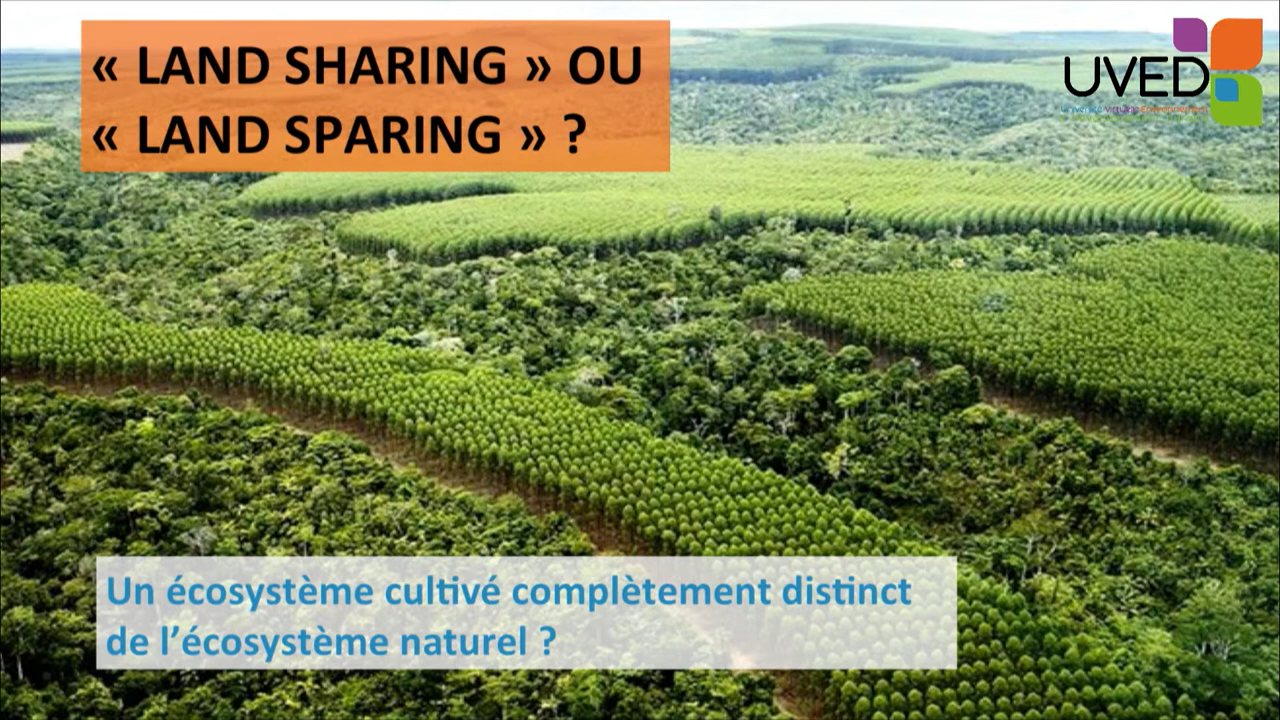 « LAND SHARING » OU
« LAND SPARING » ?
UVED
Un écosystème cultivé complètement distinct
de l’écosystème naturel ?